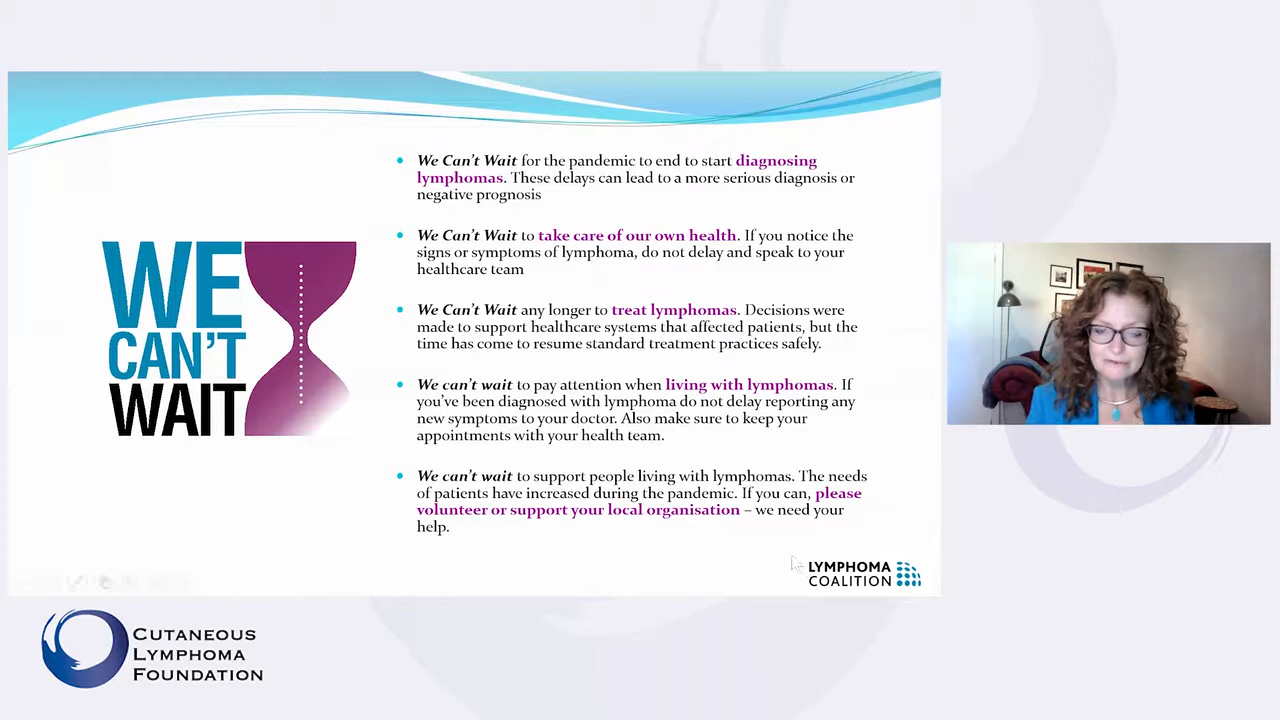 WE
CAN'T
WAIT
We Can't Wait for the pandemic to end to start diagnosing
lymphomas. These delays can lead to a more serious diagnosis or
negative prognosis
We Can't Wait to take care of our own health. If you notice the
signs or symptoms of lymphoma, do not delay and speak to your
healthcare team
We Can't Wait any longer to treat lymphomas. Decisions were
made to support healthcare systems that affected patients, but the
time has come to resume standard treatment practices safely.
We can't wait to pay attention when living with lymphomas. If
you've been diagnosed with lymphoma do not delay reporting any
new symptoms to your doctor. Also make sure to keep your
appointments with your health team.
We can't wait to support people living with lymphomas. The needs
of patients have increased during the pandemic. If you can, please
volunteer or support your local organisation – we need your
help.
LYMPHOMA
COALITION
CUTANEOUS
LYMPHOMA
FOUNDATION